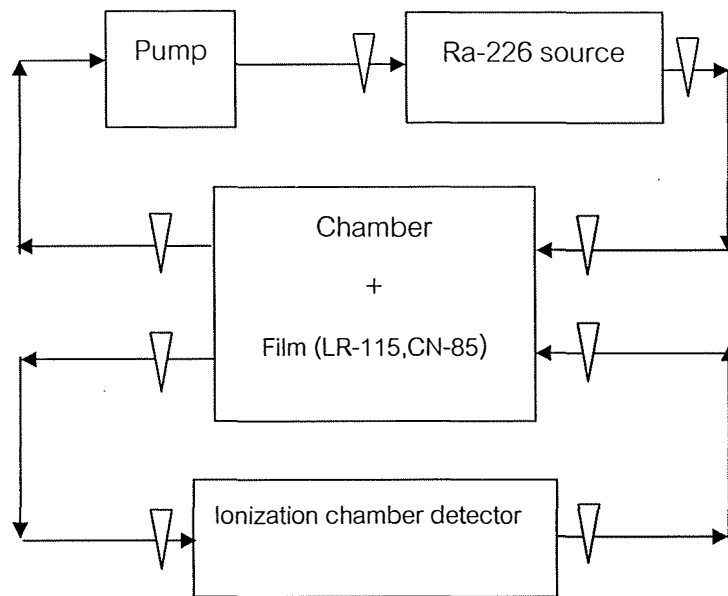 Pump
Ra-226 source
Chamber
+
Film (LR-115,CN-85)
Ionization chamber detector